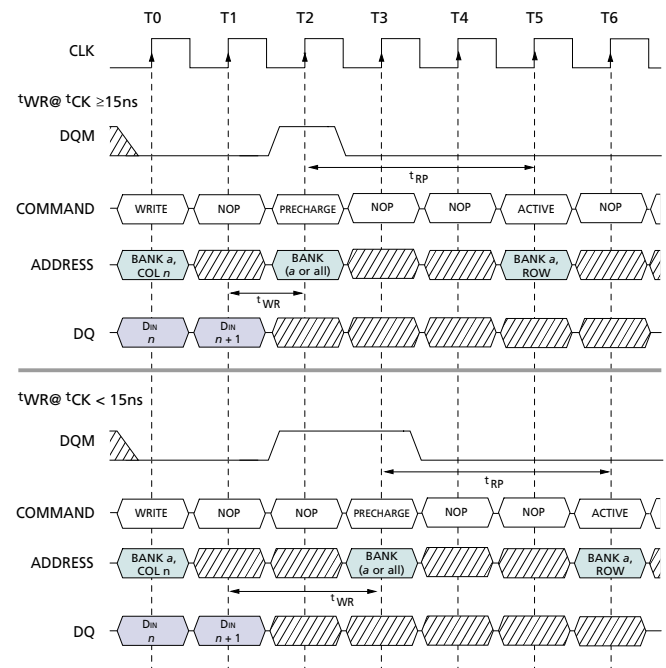 T0 T1 T2 T3 T4 T5 T6
CLK
tWR@ tCK ≥15ns
DQM
tRP
COMMAND WRITE NOP PRECHARGE NOP NOP ACTIVE NOP
ADDRESS BANK a, COL n BANK (a or all) BANK a, ROW
tWR
DQ DIN n DIN n + 1
tWR@ tCK < 15ns
DQM
tRP
COMMAND WRITE NOP NOP PRECHARGE NOP NOP ACTIVE
ADDRESS BANK a, COL n BANK (a or all) BANK a, ROW
tWR
DQ DIN n DIN n + 1